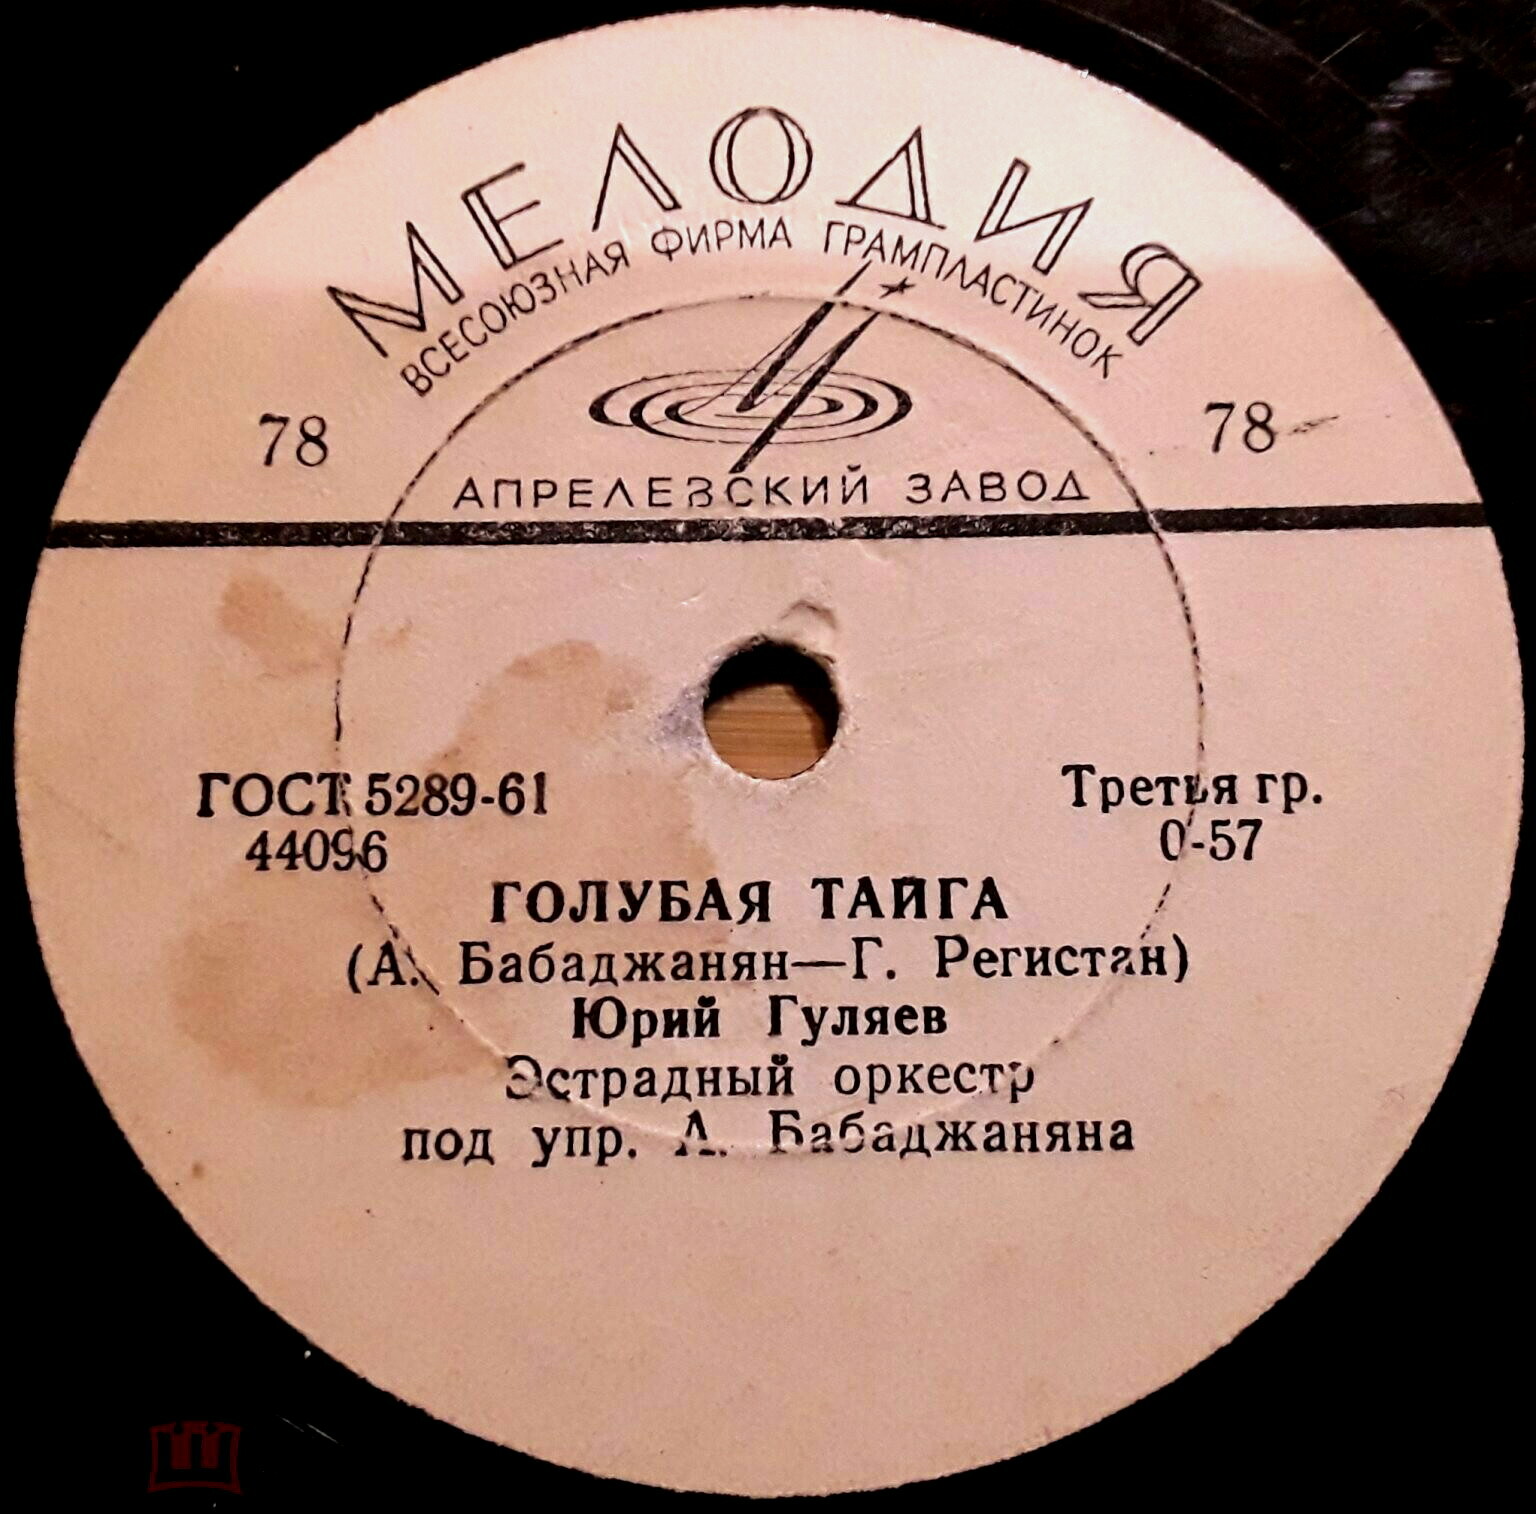 МЕЛОДИЯ
ВСЕСОЮЗНАЯ ФИРМА ГРАМПЛАСТИНОК
78 78
АПРЕЛЕВСКИЙ ЗАВОД
ГОСТ 5289-61 Третья гр.
44096 0-57
ГОЛУБАЯ ТАЙГА
(А. Бабаджанян—Г. Регистан)
Юрий Гуляев
Эстрадный оркестр
под упр. А. Бабаджаняна